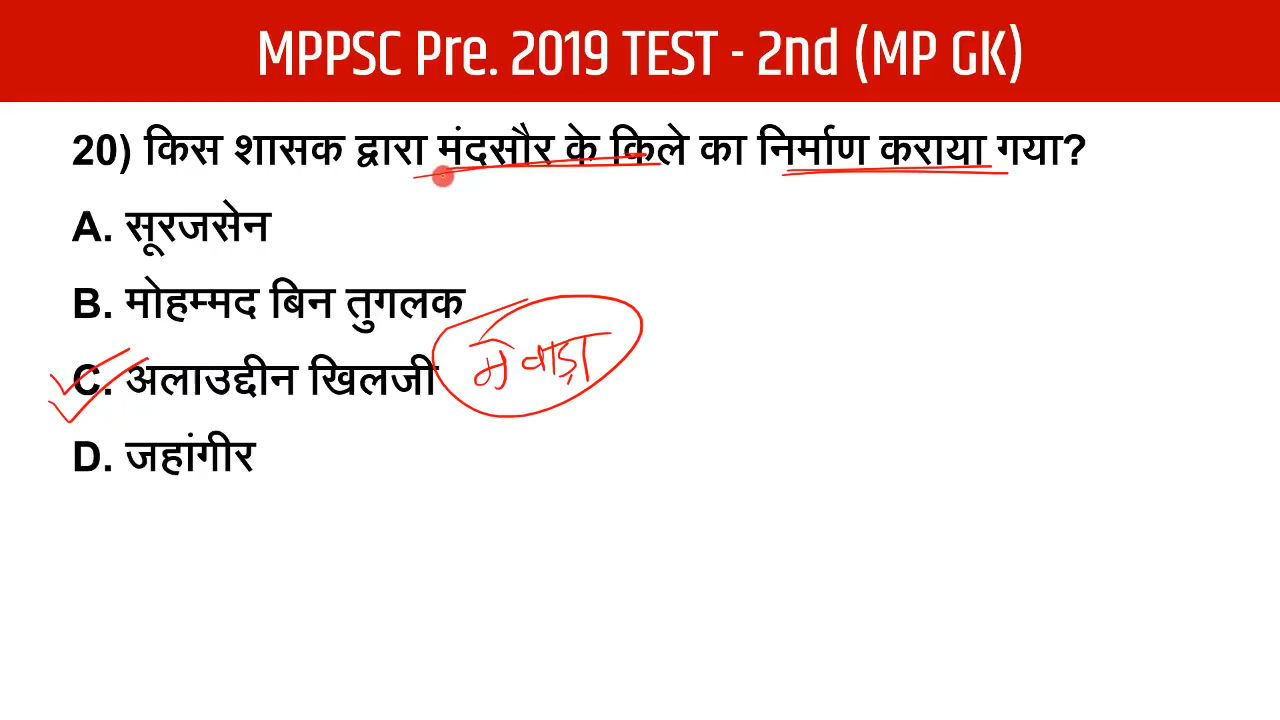 MPPSC Pre. 2019 TEST - 2nd (MP GK)
20) किस शासक द्वारा मंदसौर के किले का निर्माण कराया गया?
A. सूरजसेन
B. मोहम्मद बिन तुगलक
C. अलाउद्दीन खिलजी
मेवाड़ा
D. जहांगीर